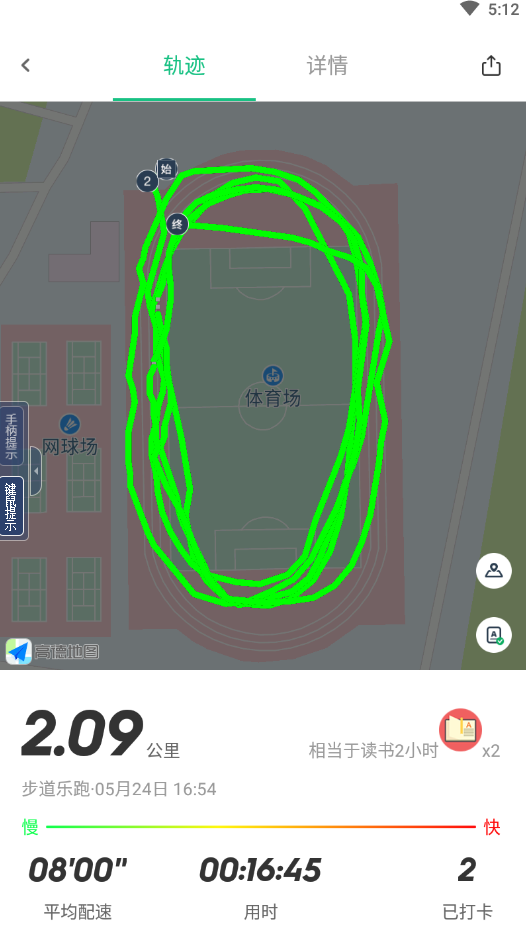 5:12
轨迹
详情
始
2
终
体育场
网球场
手柄提示
键鼠提示
高德地图
2.09 公里
相当于读书2小时 x2
步道乐跑·05月24日 16:54
慢 快
08'00" 00:16:45 2
平均配速 用时 已打卡